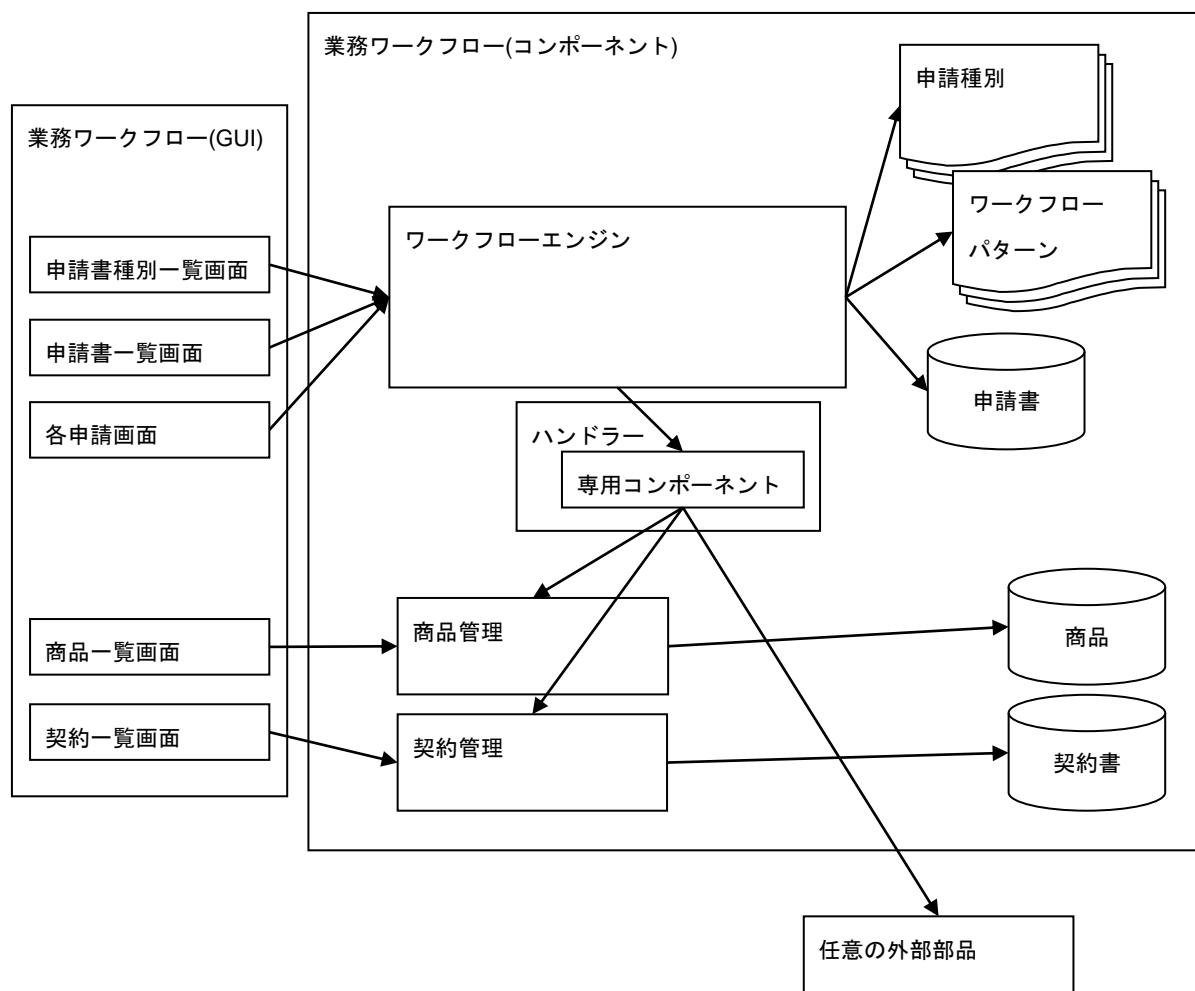 業務ワークフロー(コンポーネント)
申請種別
業務ワークフロー(GUI)
ワークフロー
パターン
ワークフローエンジン
申請書種別一覧画面
申請書一覧画面
申請書
各申請画面
ハンドラー
専用コンポーネント
商品一覧画面
商品管理
商品
契約一覧画面
契約管理
契約書
任意の外部部品